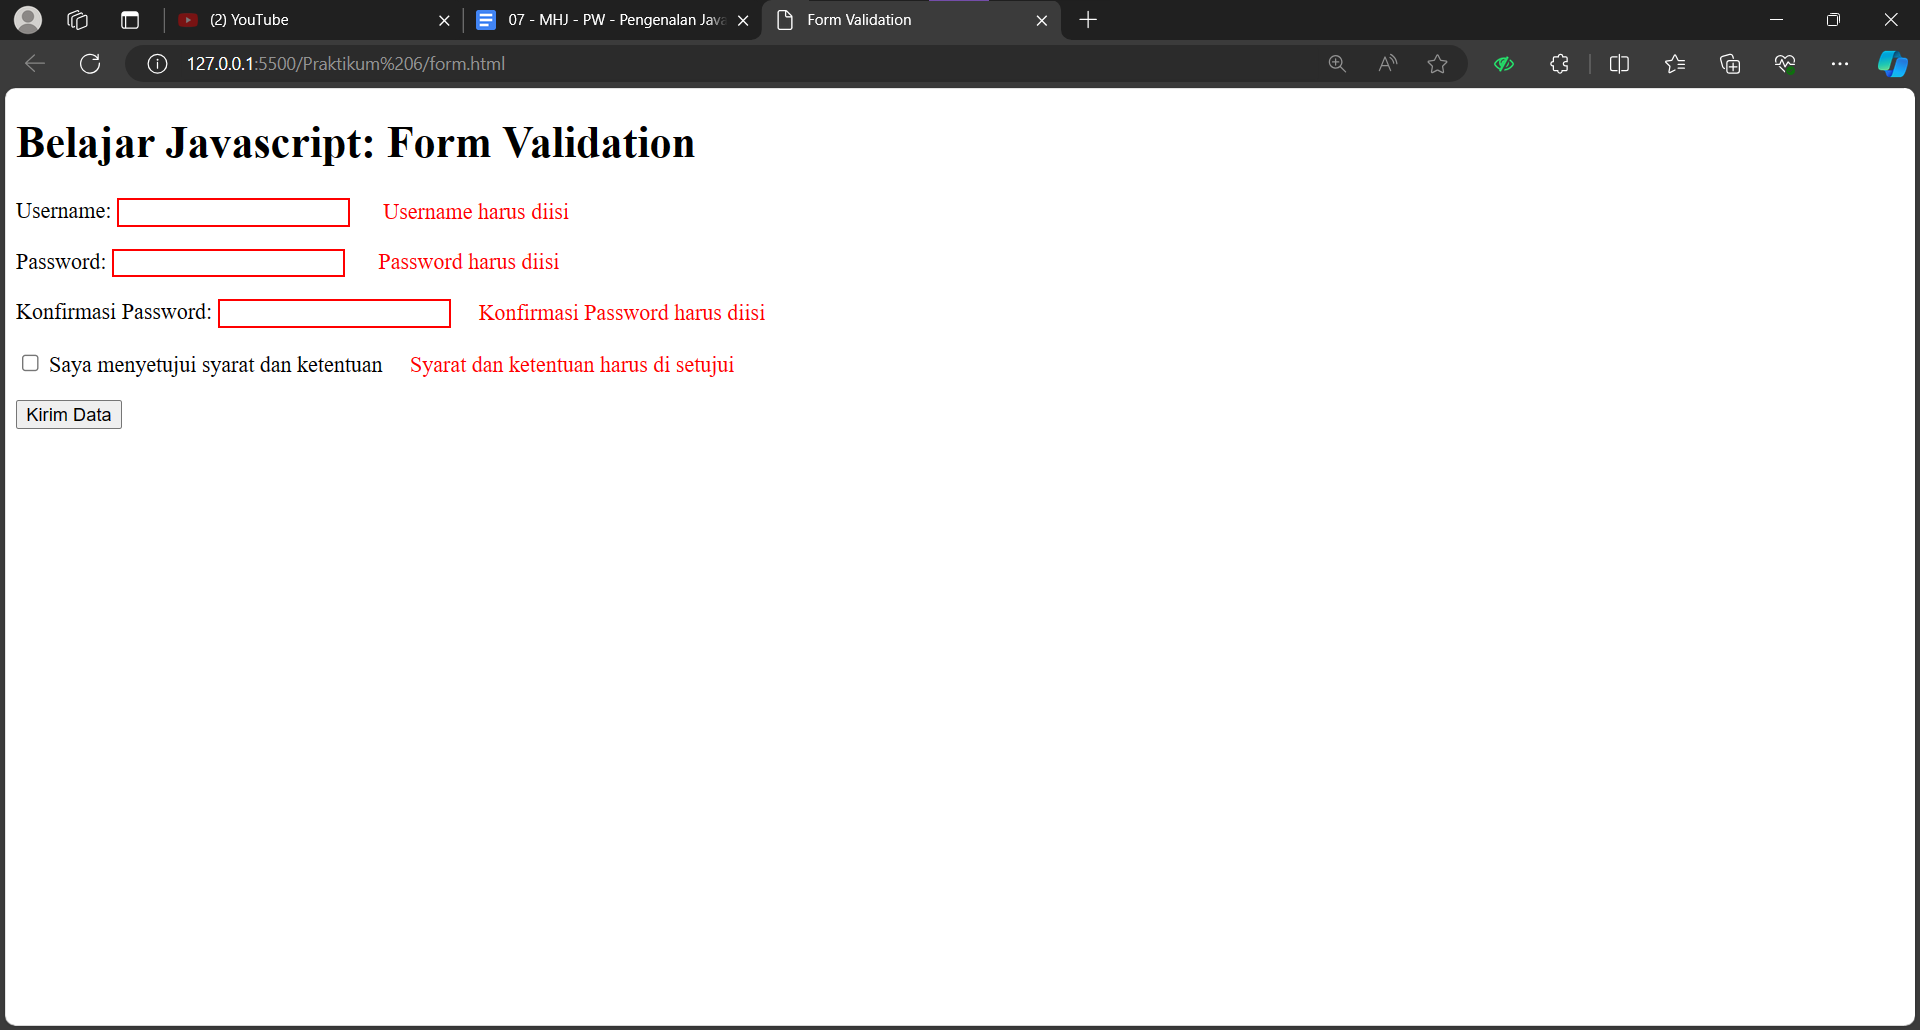 (2) YouTube
07 - MHJ - PW - Pengenalan Java
Form Validation
127.0.0.1:5500/Praktikum%206/form.html
Belajar Javascript: Form Validation
Username: Username harus diisi
Password: Password harus diisi
Konfirmasi Password: Konfirmasi Password harus diisi
Saya menyetujui syarat dan ketentuan Syarat dan ketentuan harus di setujui
Kirim Data